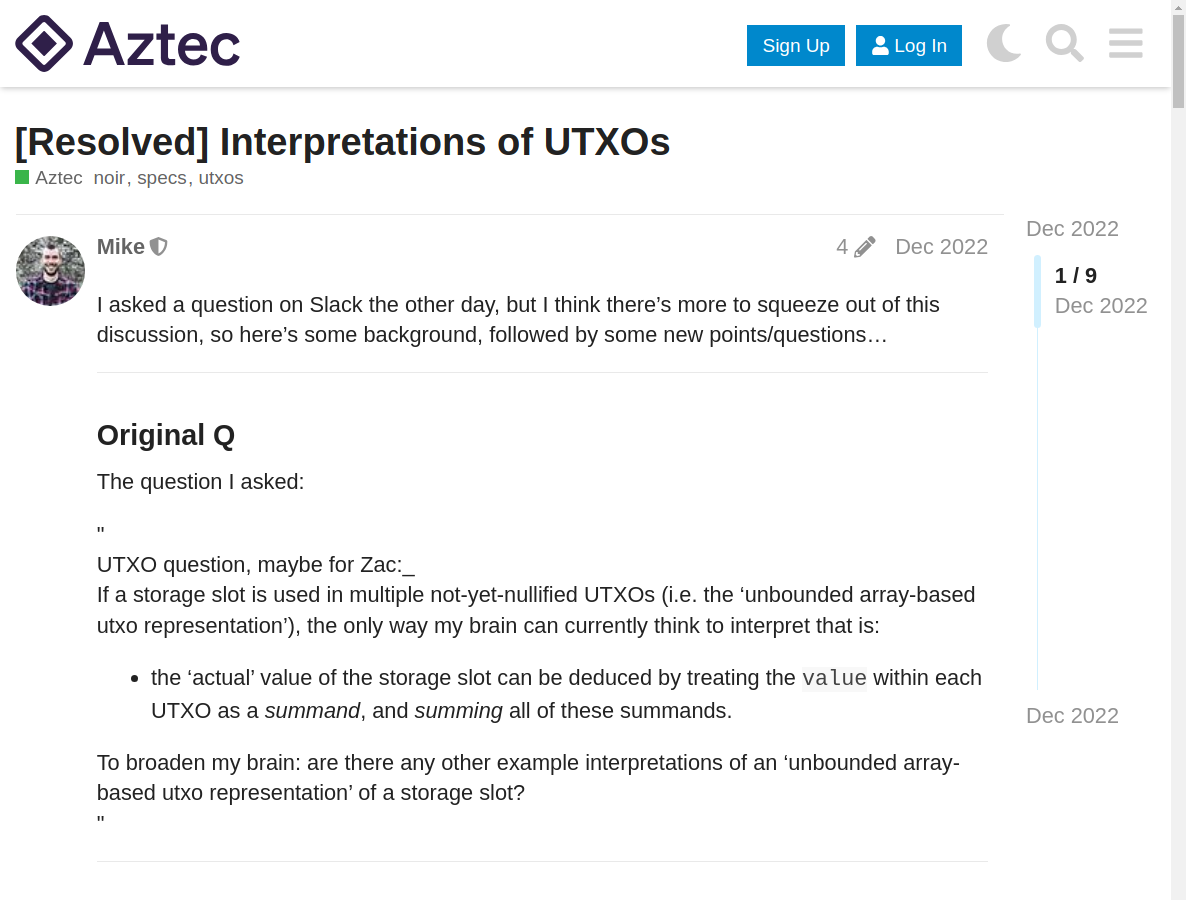 Aztec
Sign Up
Log In
[Resolved] Interpretations of UTXOs
Aztec noir, specs, utxos
Mike
4
Dec 2022
Dec 2022
1 / 9
Dec 2022
I asked a question on Slack the other day, but I think there’s more to squeeze out of this
discussion, so here’s some background, followed by some new points/questions…
Original Q
The question I asked:
"
UTXO question, maybe for Zac:_
If a storage slot is used in multiple not-yet-nullified UTXOs (i.e. the ‘unbounded array-based
utxo representation’), the only way my brain can currently think to interpret that is:
• the ‘actual’ value of the storage slot can be deduced by treating the value within each
UTXO as a summand, and summing all of these summands.
Dec 2022
To broaden my brain: are there any other example interpretations of an ‘unbounded array-
based utxo representation’ of a storage slot?
"